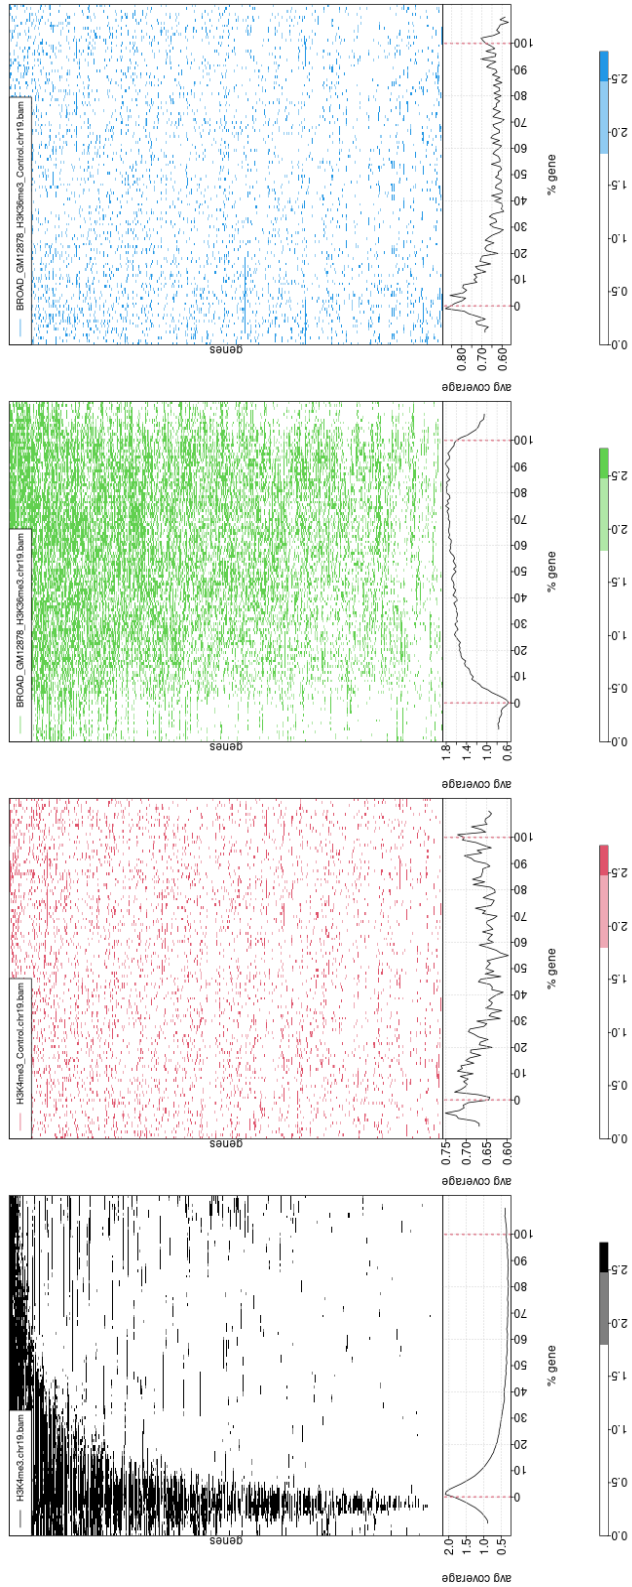 H3K4me3.chr19.bam
genes
2.0 1.5 1.0 0.5
avg coverage
0 10 20 30 40 50 60 70 80 90 100
% gene
0.0 0.5 1.0 1.5 2.0 2.5
H3K4me3_Control.chr19.bam
genes
0.75 0.70 0.65 0.60
avg coverage
0 10 20 30 40 50 60 70 80 90 100
% gene
0.0 0.5 1.0 1.5 2.0 2.5
BROAD_GM12878_H3K36me3.chr19.bam
genes
1.8 1.4 1.0 0.6
avg coverage
0 10 20 30 40 50 60 70 80 90 100
% gene
0.0 0.5 1.0 1.5 2.0 2.5
BROAD_GM12878_H3K36me3_Control.chr19.bam
genes
0.80 0.70 0.60
avg coverage
0 10 20 30 40 50 60 70 80 90 100
% gene
0.0 0.5 1.0 1.5 2.0 2.5